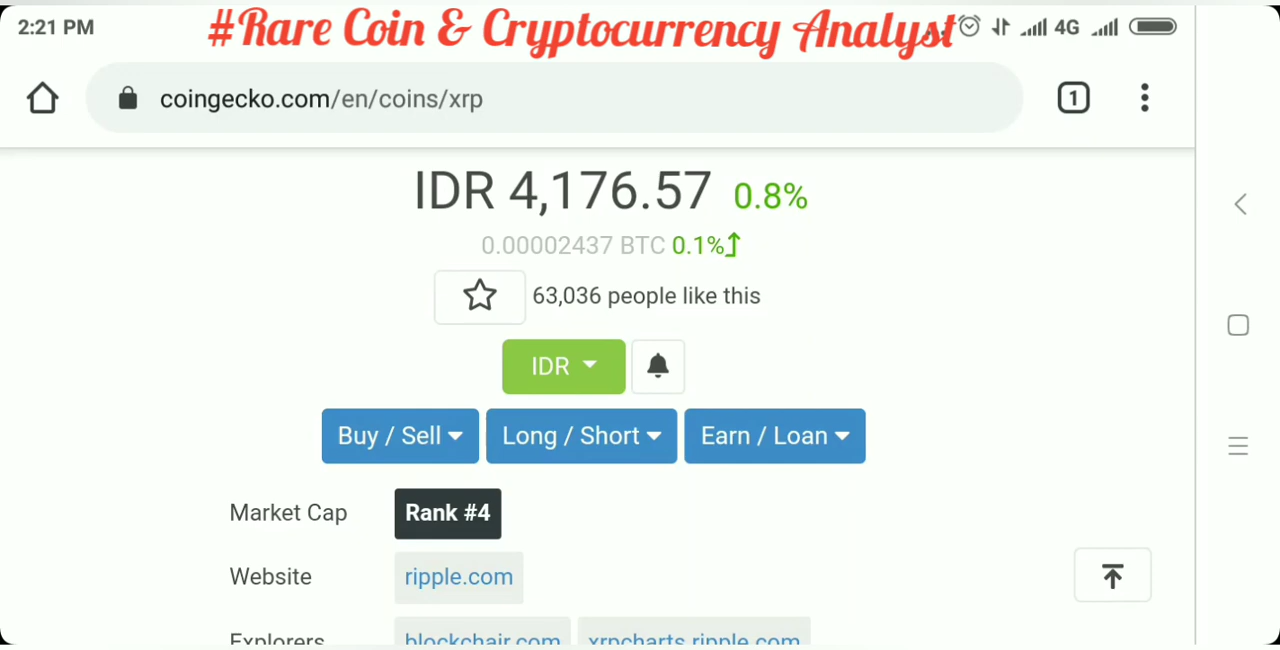 2:21 PM #Rare Coin & Cryptocurrency Analyst 4G
coingecko.com/en/coins/xrp 1
IDR 4,176.57 0.8%
0.00002437 BTC 0.1%
63,036 people like this
IDR
Buy / Sell Long / Short Earn / Loan
Market Cap Rank #4
Website ripple.com
Explorers blockchair.com xrpcharts.ripple.com